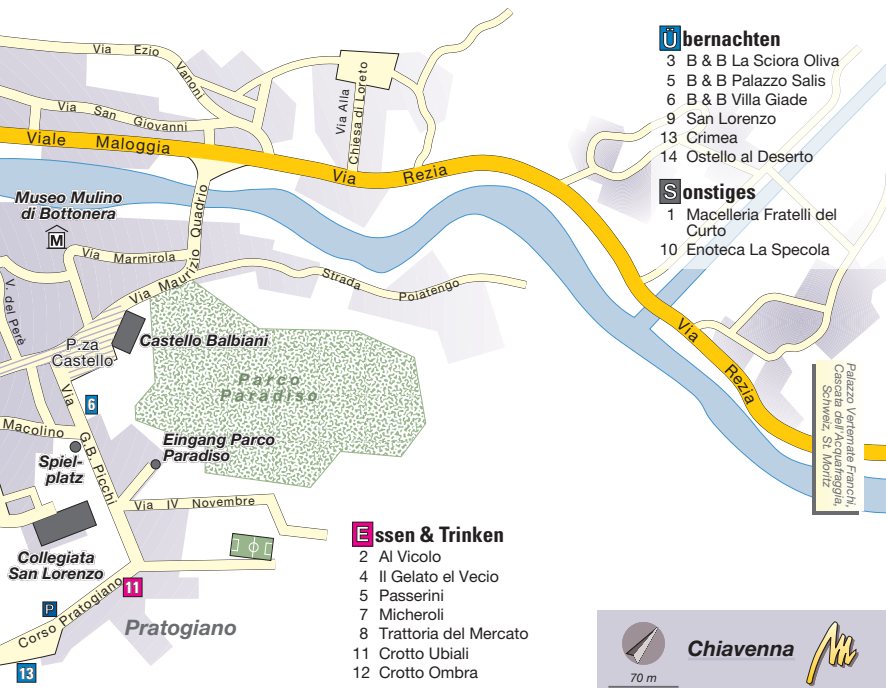 Via Ezio
Vanoni
Via San Giovanni
Viale Maloggia
Via Alla
Chiesa di Loreto
Via Rezia
Museo Mulino
di Bottonera
M
Via Marmirola
Via Maurizio Quadrio
Strada Poiatengo
V. del Perè
P.za
Castello
Castello Balbiani
Parco
Paradiso
Via G.B. Picchi
6
Macolino
Spiel-
platz
Eingang Parco
Paradiso
Via IV Novembre
Collegiata
San Lorenzo
11
P
Corso Pratogiano
Pratogiano
13
Via Rezia
Palazzo Vertemate Franchi,
Cascata dell'Acquafraggia,
Schweiz, St. Moritz
Übernachten
3 B & B La Sciora Oliva
5 B & B Palazzo Salis
6 B & B Villa Giade
9 San Lorenzo
13 Crimea
14 Ostello al Deserto
Sonstiges
1 Macelleria Fratelli del
Curto
10 Enoteca La Specola
Essen & Trinken
2 Al Vicolo
4 Il Gelato el Vecio
5 Passerini
7 Micheroli
8 Trattoria del Mercato
11 Crotto Ubiali
12 Crotto Ombra
70 m
Chiavenna